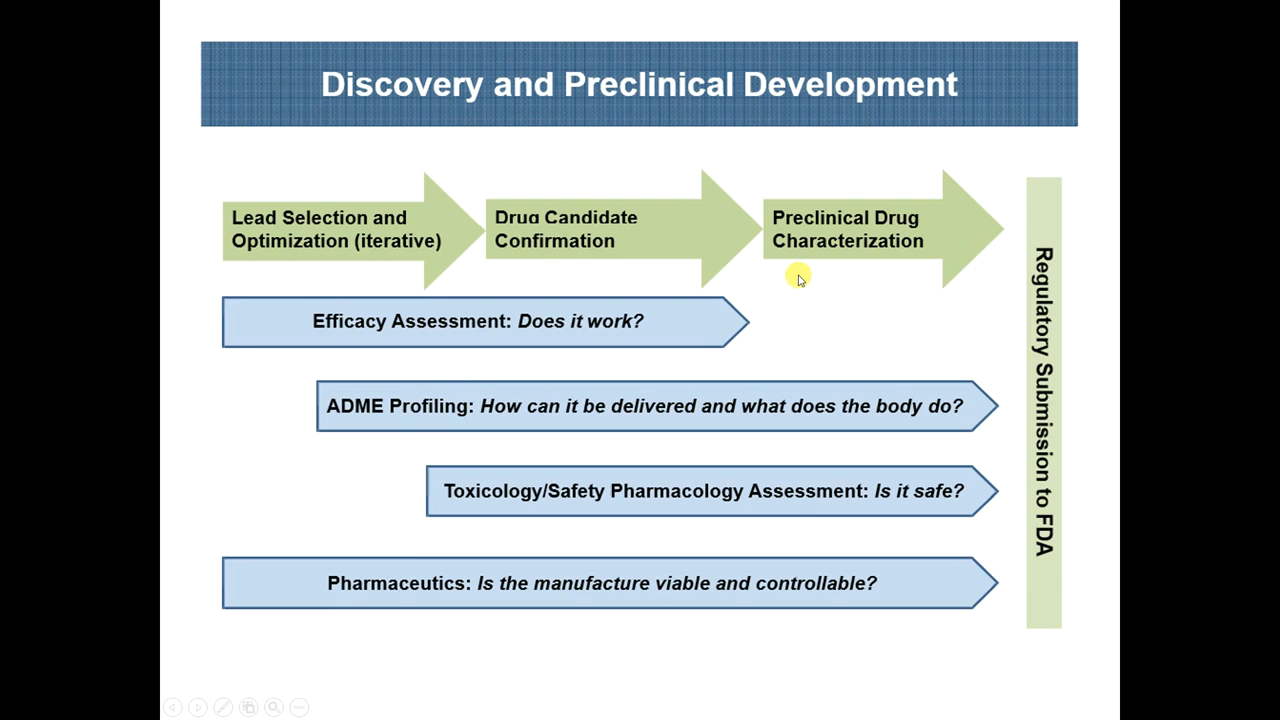 Discovery and Preclinical Development
Lead Selection and
Optimization (iterative)
Drug Candidate
Confirmation
Preclinical Drug
Characterization
Efficacy Assessment: Does it work?
ADME Profiling: How can it be delivered and what does the body do?
Toxicology/Safety Pharmacology Assessment: Is it safe?
Pharmaceutics: Is the manufacture viable and controllable?
Regulatory Submission to FDA